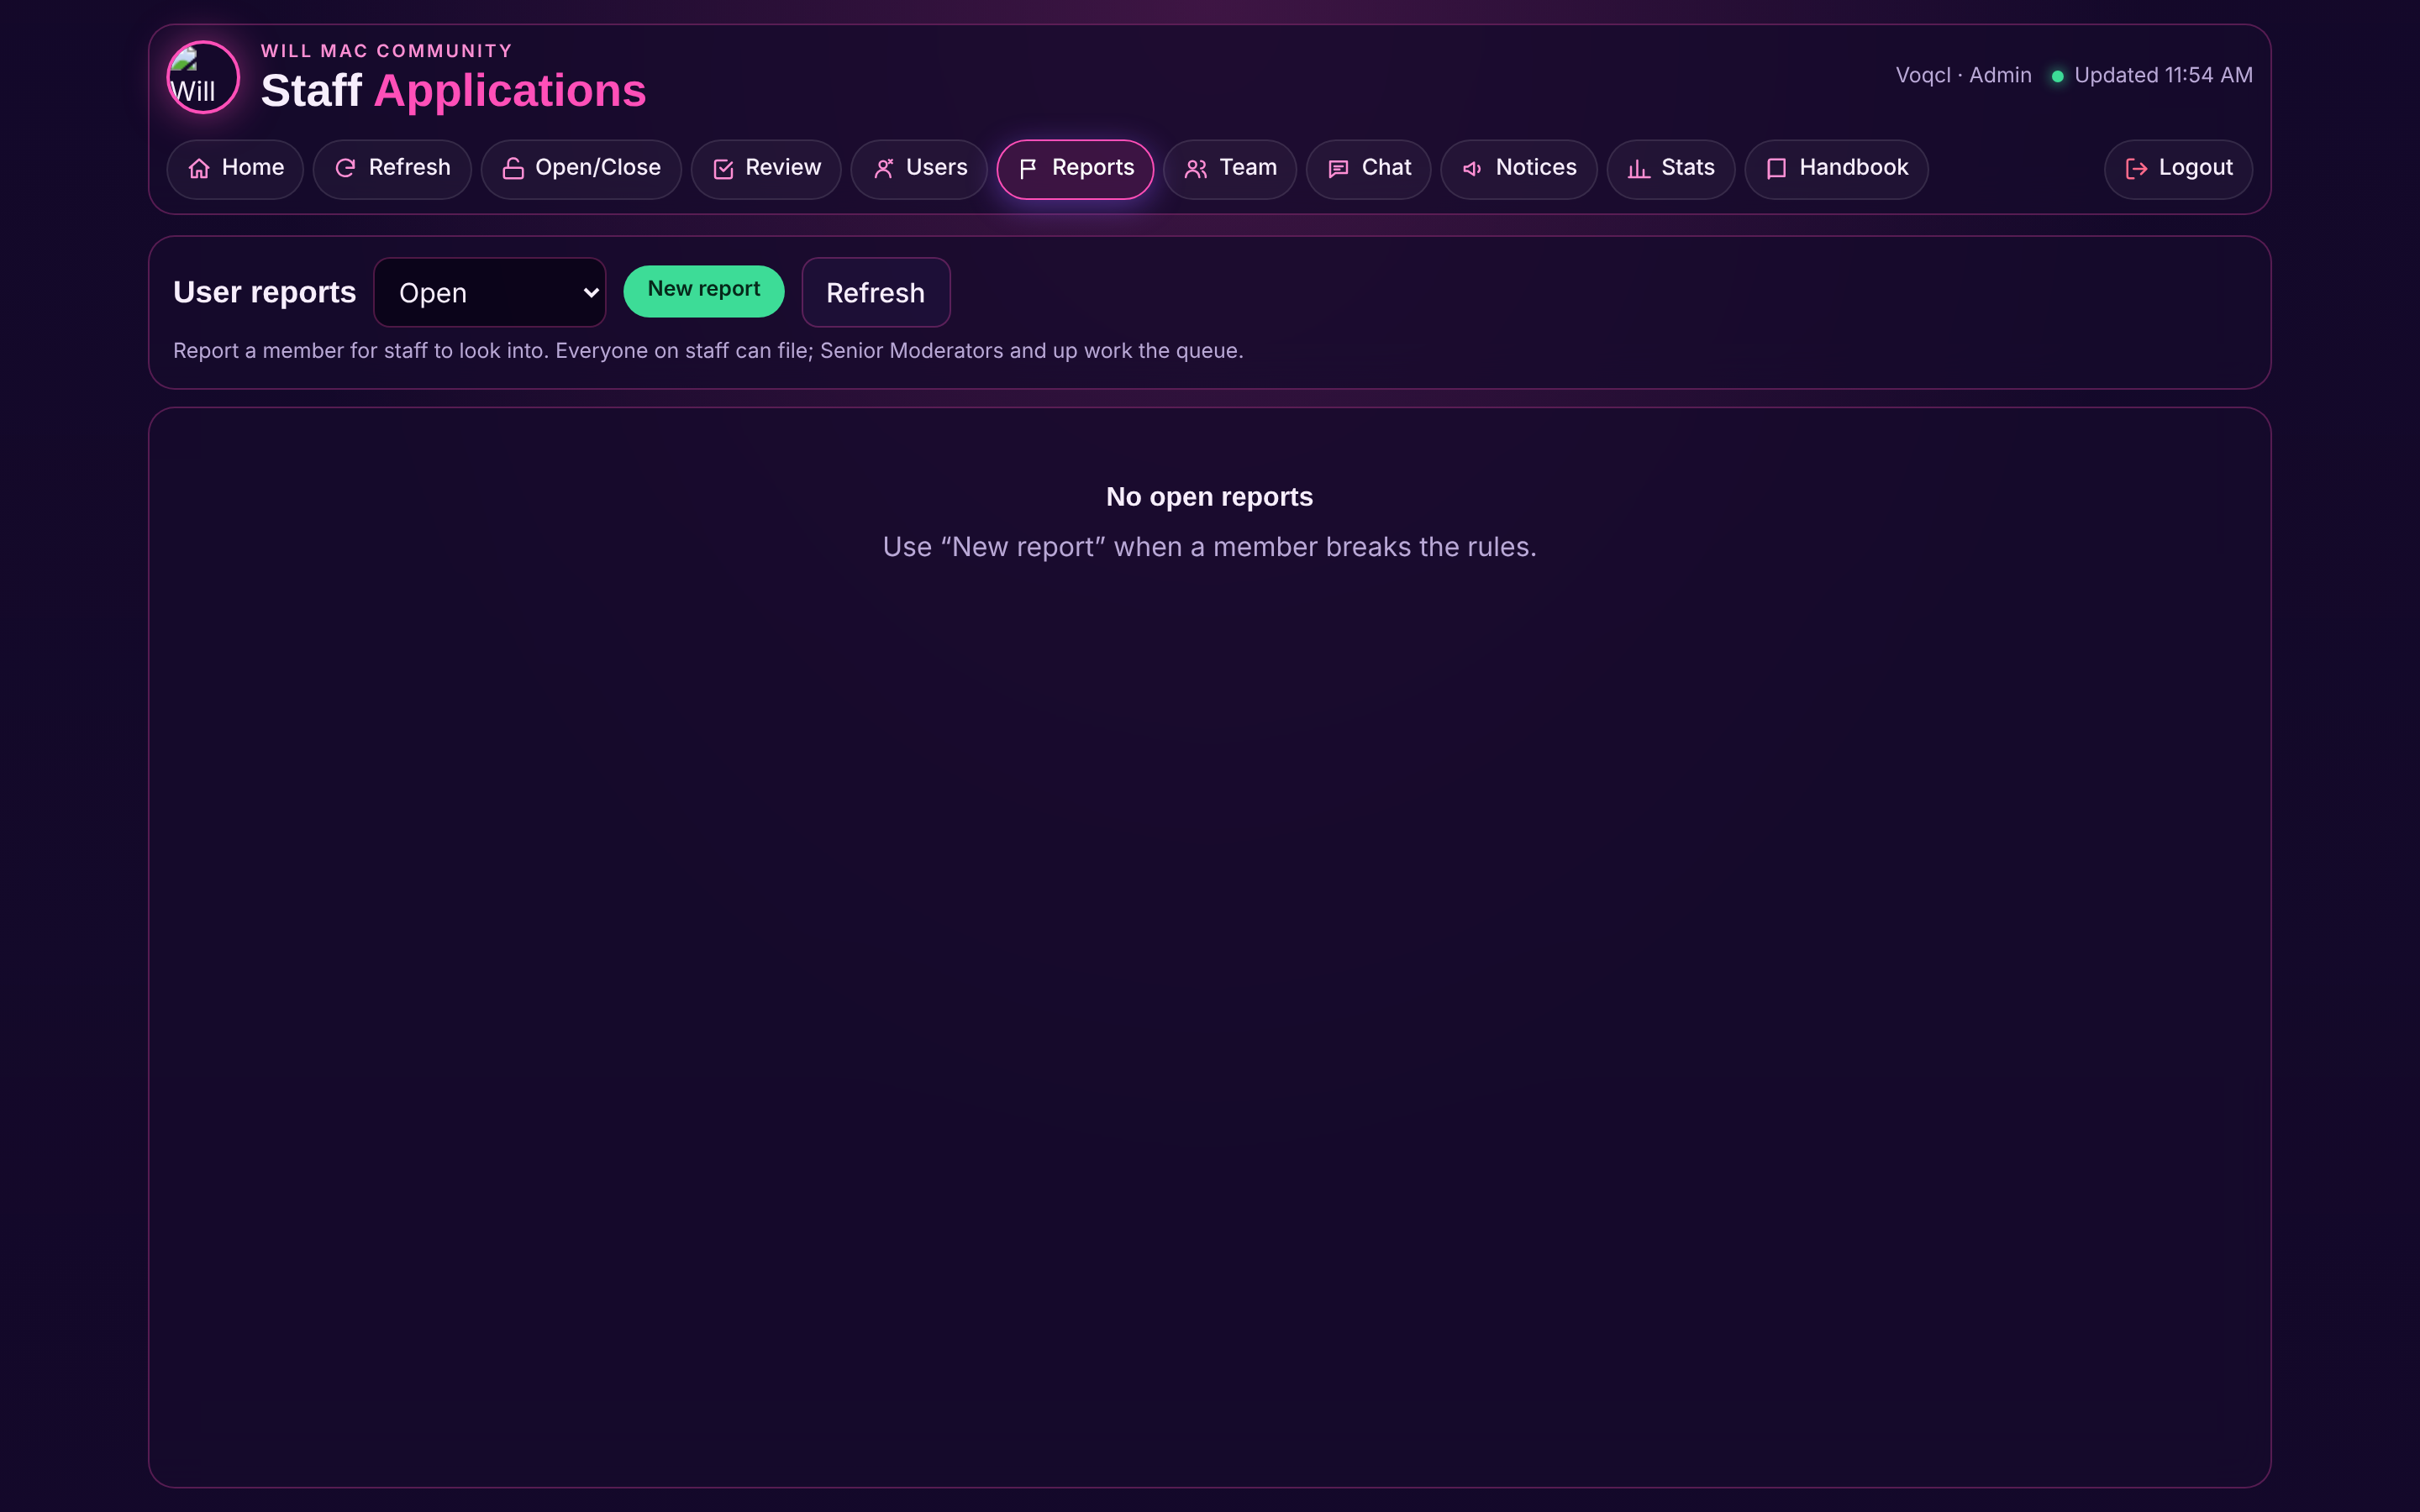 WILL MAC COMMUNITY
Will
Staff Applications
Voqcl · Admin Updated 11:54 AM
Home Refresh Open/Close Review Users Reports Team Chat Notices Stats Handbook Logout
User reports Open New report Refresh
Report a member for staff to look into. Everyone on staff can file; Senior Moderators and up work the queue.
No open reports
Use “New report” when a member breaks the rules.